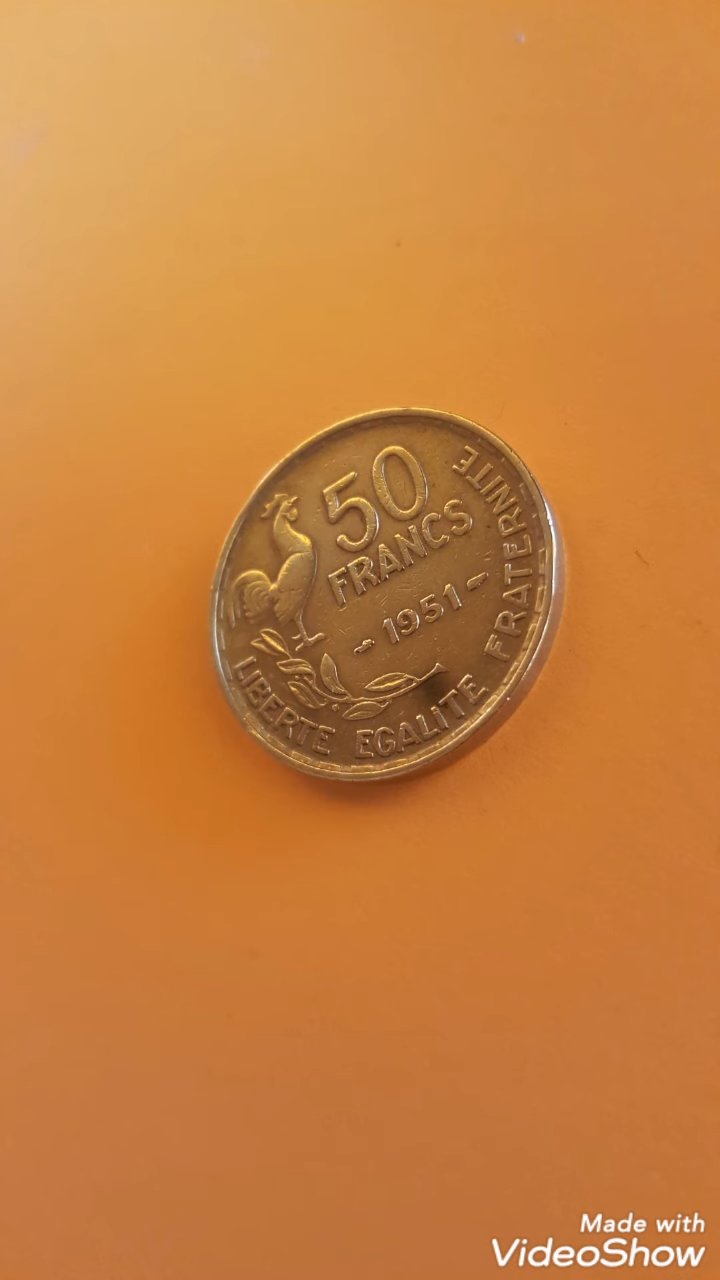 50
FRANCS
- 1951 -
LIBERTE EGALITE FRATERNITE
Made with
VideoShow